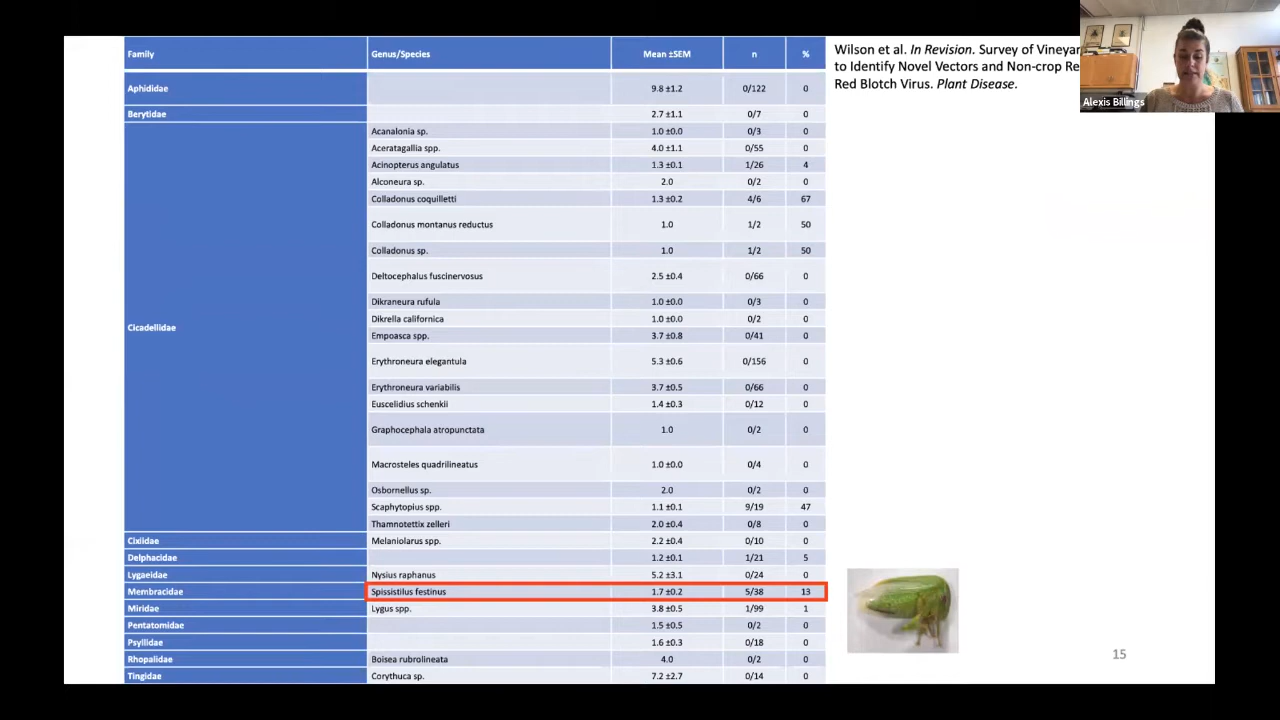 Family Genus/Species Mean ±SEM n %
Aphididae 9.8 ±1.2 0/122 0
Berytidae 2.7 ±1.1 0/7 0
Acanalonia sp. 1.0 ±0.0 0/3 0
Aceratagallia spp. 4.0 ±1.1 0/55 0
Acinopterus angulatus 1.3 ±0.1 1/26 4
Alconeura sp. 2.0 0/2 0
Colladonus coquilletti 1.3 ±0.2 4/6 67
Colladonus montanus reductus 1.0 1/2 50
Colladonus sp. 1.0 1/2 50
Deltocephalus fuscinervosus 2.5 ±0.4 0/66 0
Dikraneura rufula 1.0 ±0.0 0/3 0
Dikrella californica 1.0 ±0.0 0/2 0
Cicadellidae
Empoasca spp. 3.7 ±0.8 0/41 0
Erythroneura elegantula 5.3 ±0.6 0/156 0
Erythroneura variabilis 3.7 ±0.5 0/66 0
Euscelidius schenkii 1.4 ±0.3 0/12 0
Graphocephala atropunctata 1.0 0/2 0
Macrosteles quadrilineatus 1.0 ±0.0 0/4 0
Osbornellus sp. 2.0 0/2 0
Scaphytopius spp. 1.1 ±0.1 9/19 47
Thamnotettix zelleri 2.0 ±0.4 0/8 0
Cixiidae Melaniolarus spp. 2.2 ±0.4 0/10 0
Delphacidae 1.2 ±0.1 1/21 5
Lygaeidae Nysius raphanus 5.2 ±3.1 0/24 0
Membracidae Spissistilus festinus 1.7 ±0.2 5/38 13
Miridae Lygus spp. 3.8 ±0.5 1/99 1
Pentatomidae 1.5 ±0.5 0/2 0
Psyllidae 1.6 ±0.3 0/18 0
Rhopalidae Boisea rubrolineata 4.0 0/2 0
Tingidae Corythuca sp. 7.2 ±2.7 0/14 0
Wilson et al. In Revision. Survey of Vineyar
to Identify Novel Vectors and Non-crop Re
Red Blotch Virus. Plant Disease.
Alexis Billings
15